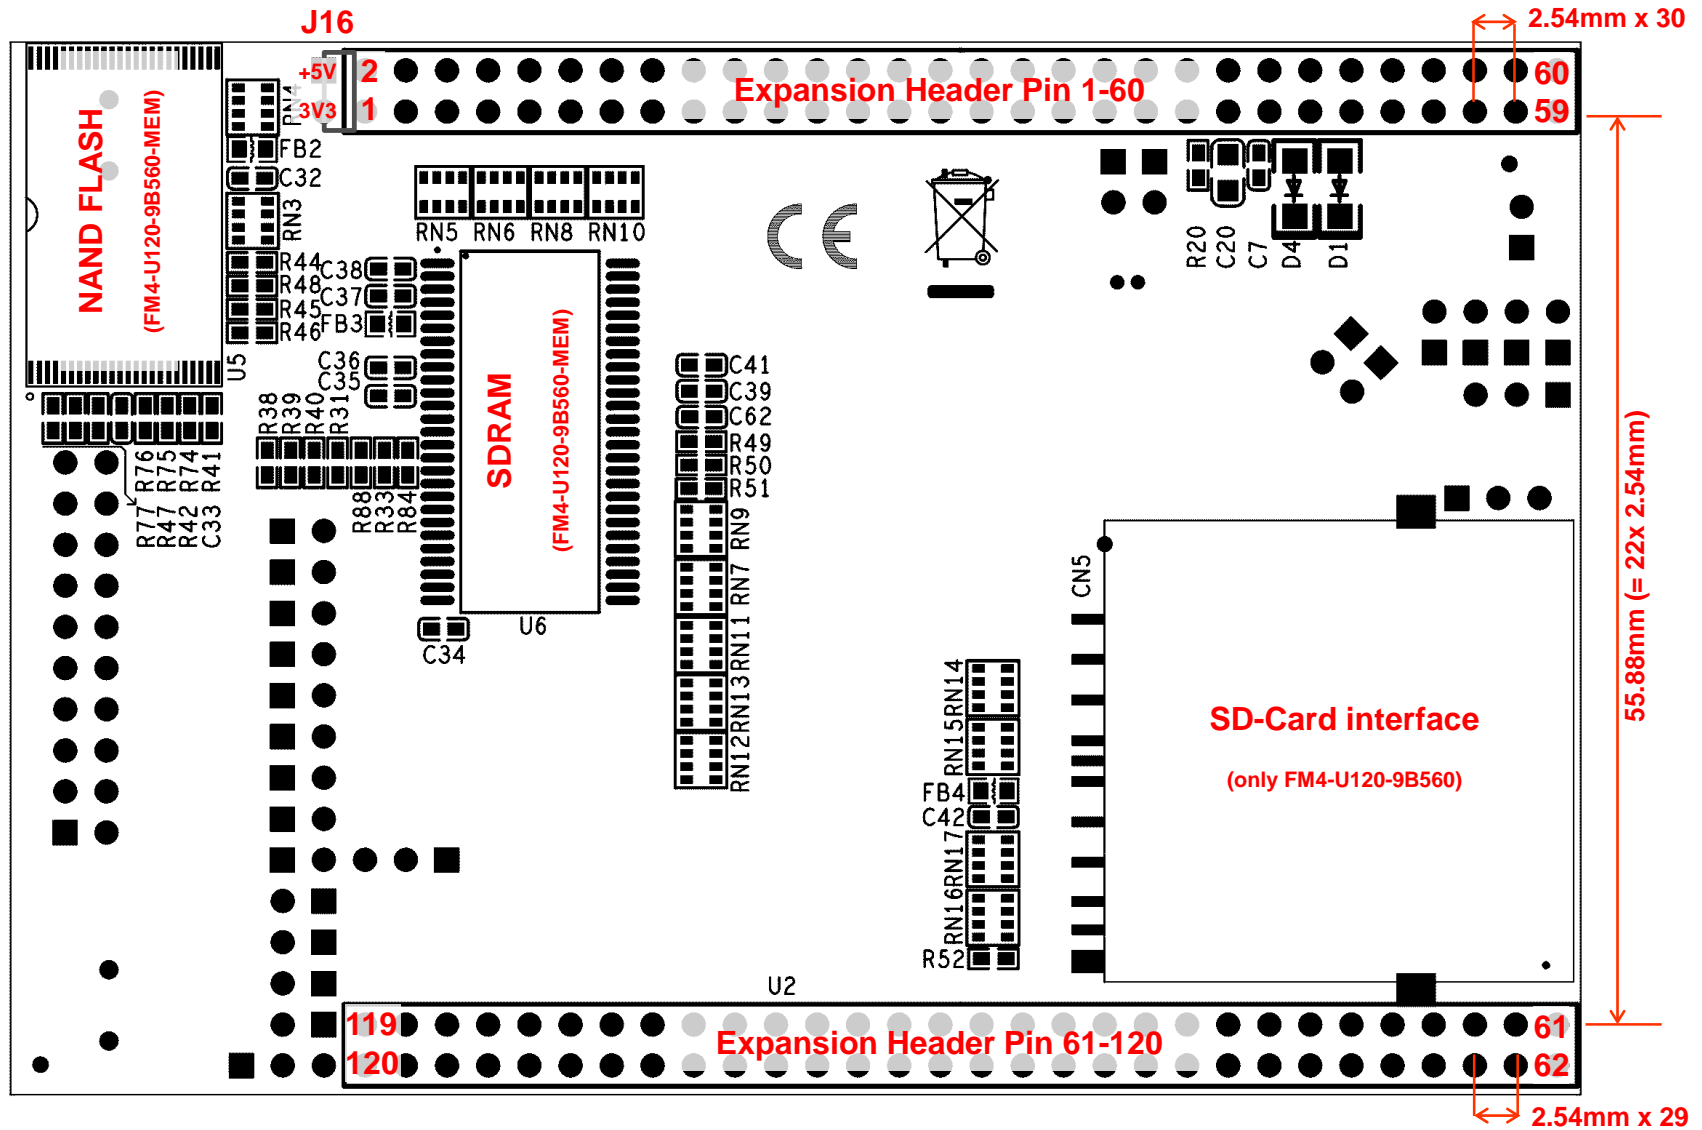 J16
2.54mm x 30
+5V 2
3V3 1
Expansion Header Pin 1-60
60
59
NAND FLASH
(FM4-U120-9B560-MEM)
RN4
FB2
C32
RN3
R44
R48
R45
R46
U5
C38
C37
FB3
C36
C35
RN5 RN6 RN8 RN10
CE
R20 C20 C7 D4 D1
SDRAM
(FM4-U120-9B560-MEM)
U6
C34
R38 R39 R40 R31
R88 R33 R84
R76 R75 R74 R41
R77 R47 R42 C33
C41
C39
C62
R49
R50
R51
RN9
RN7
RN11
RN13
RN12
CN5
55.88mm (= 22x 2.54mm)
RN14
RN15
FB4
C42
RN17
RN16
R52
SD-Card interface
(only FM4-U120-9B560)
U2
119
120
Expansion Header Pin 61-120
61
62
2.54mm x 29